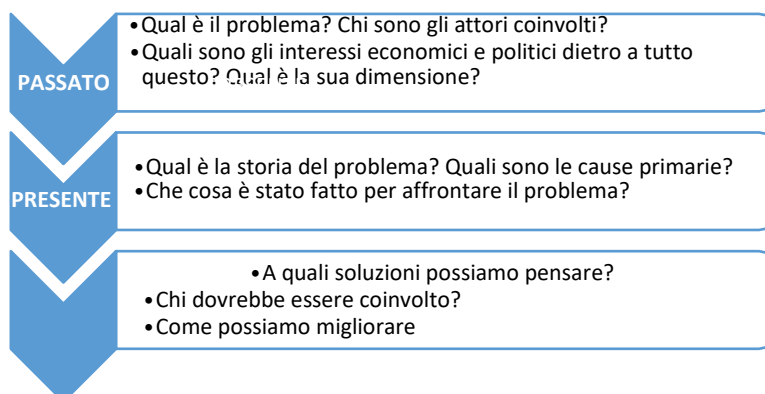 •Qual è il problema? Chi sono gli attori coinvolti?
•Quali sono gli interessi economici e politici dietro a tutto
questo? Qual è la sua dimensione?
PASSATO
•Qual è la storia del problema? Quali sono le cause primarie?
•Che cosa è stato fatto per affrontare il problema?
PRESENTE
•A quali soluzioni possiamo pensare?
•Chi dovrebbe essere coinvolto?
•Come possiamo migliorare